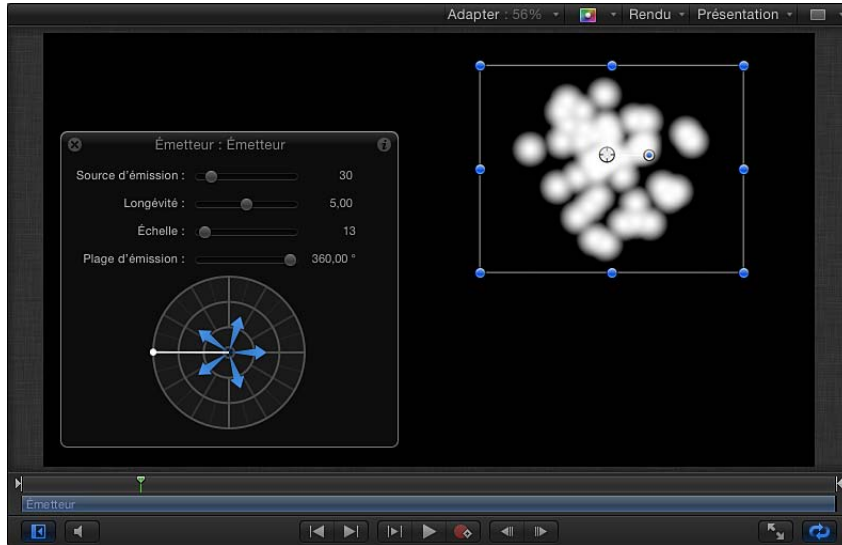 Adapter : 56% Rendu Présentation
Émetteur : Émetteur
Source d'émission : 30
Longévité : 5,00
Échelle : 13
Plage d'émission : 360,00 °
Émetteur